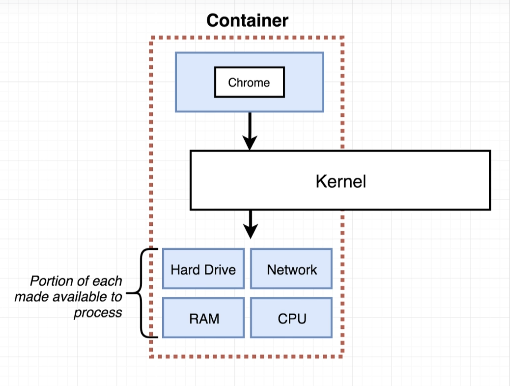 Container
Chrome
Kernel
Hard Drive
Network
Portion of each
made available to
process
RAM
CPU